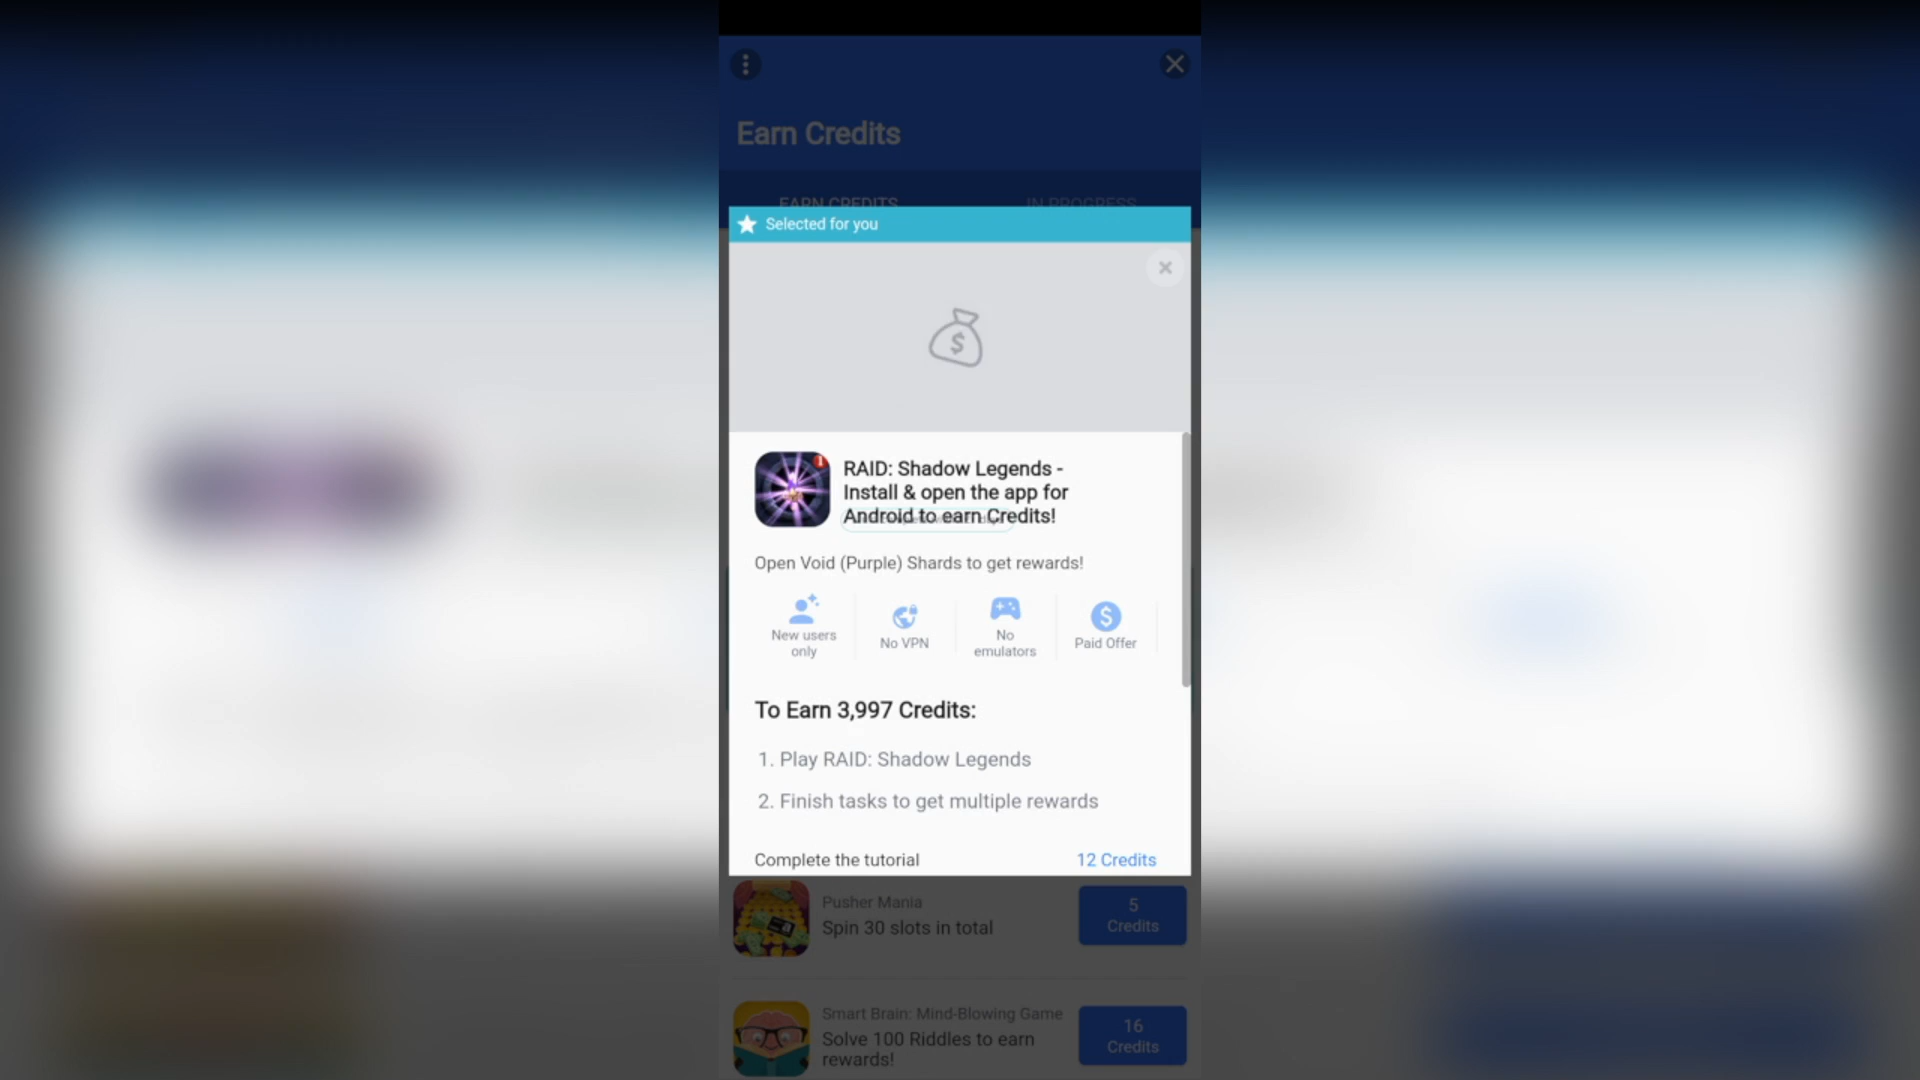 Earn Credits
EARN CREDITS
IN PROGRESS
Selected for you
RAID: Shadow Legends -
Install & open the app for
Android to earn Credits!
Open Void (Purple) Shards to get rewards!
New users
only
No VPN
No
emulators
Paid Offer
To Earn 3,997 Credits:
1. Play RAID: Shadow Legends
2. Finish tasks to get multiple rewards
Complete the tutorial
12 Credits
Pusher Mania
Spin 30 slots in total
5
Credits
Smart Brain: Mind-Blowing Game
Solve 100 Riddles to earn
rewards!
16
Credits